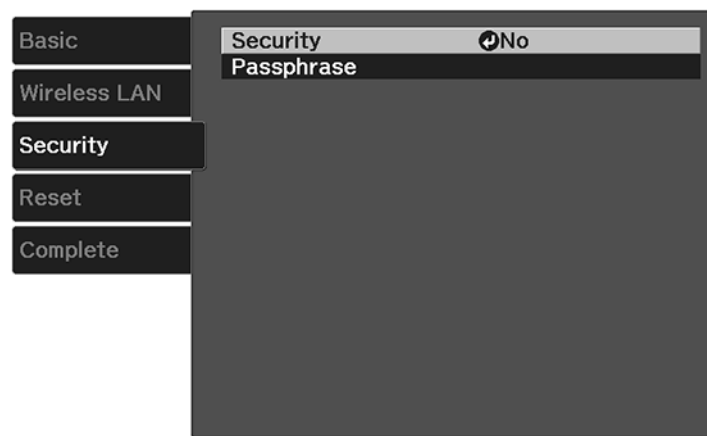 Basic
Wireless LAN
Security
Reset
Complete
Security No
Passphrase